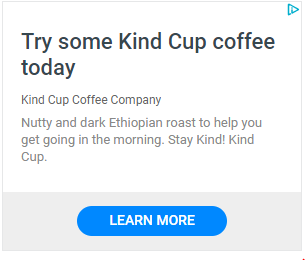 Try some Kind Cup coffee
today
Kind Cup Coffee Company
Nutty and dark Ethiopian roast to help you
get going in the morning. Stay Kind! Kind
Cup.
LEARN MORE